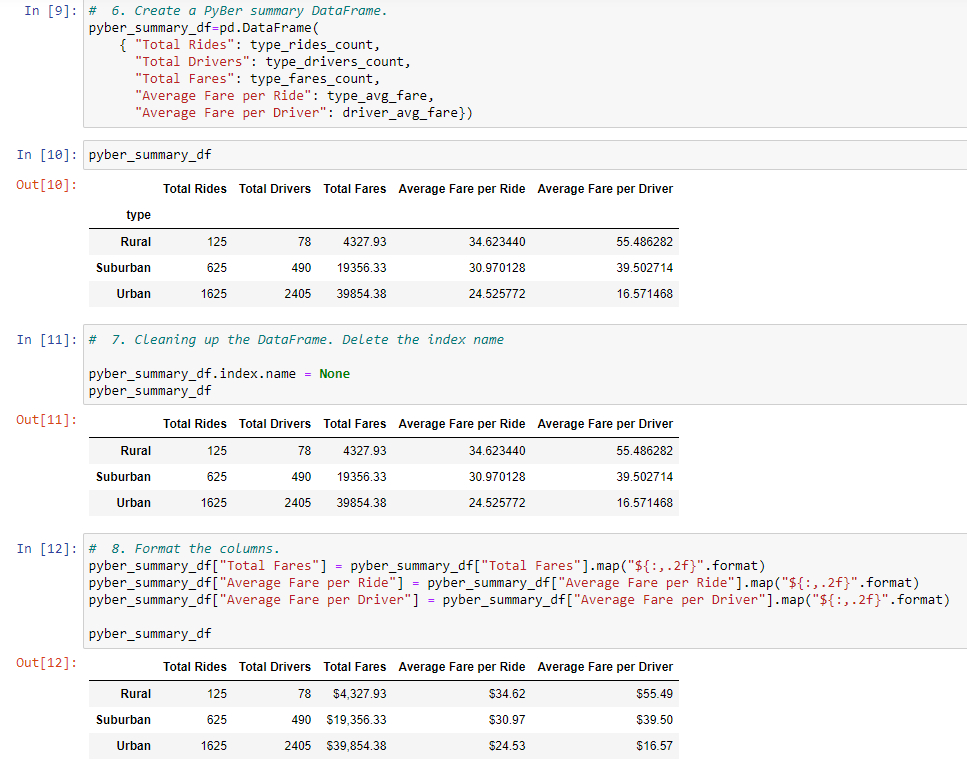 In [9]: #  6. Create a PyBer summary DataFrame.
pyber_summary_df=pd.DataFrame(
    { "Total Rides": type_rides_count,
      "Total Drivers": type_drivers_count,
      "Total Fares": type_fares_count,
      "Average Fare per Ride": type_avg_fare,
      "Average Fare per Driver": driver_avg_fare})
In [10]: pyber_summary_df
Out[10]: Total Rides Total Drivers Total Fares Average Fare per Ride Average Fare per Driver
type
Rural 125 78 4327.93 34.623440 55.486282
Suburban 625 490 19356.33 30.970128 39.502714
Urban 1625 2405 39854.38 24.525772 16.571468
In [11]: #  7. Cleaning up the DataFrame. Delete the index name
pyber_summary_df.index.name = None
pyber_summary_df
Out[11]: Total Rides Total Drivers Total Fares Average Fare per Ride Average Fare per Driver
Rural 125 78 4327.93 34.623440 55.486282
Suburban 625 490 19356.33 30.970128 39.502714
Urban 1625 2405 39854.38 24.525772 16.571468
In [12]: #  8. Format the columns.
pyber_summary_df["Total Fares"] = pyber_summary_df["Total Fares"].map("${:,.2f}".format)
pyber_summary_df["Average Fare per Ride"] = pyber_summary_df["Average Fare per Ride"].map("${:,.2f}".format)
pyber_summary_df["Average Fare per Driver"] = pyber_summary_df["Average Fare per Driver"].map("${:,.2f}".format)
pyber_summary_df
Out[12]: Total Rides Total Drivers Total Fares Average Fare per Ride Average Fare per Driver
Rural 125 78 $4,327.93 $34.62 $55.49
Suburban 625 490 $19,356.33 $30.97 $39.50
Urban 1625 2405 $39,854.38 $24.53 $16.57